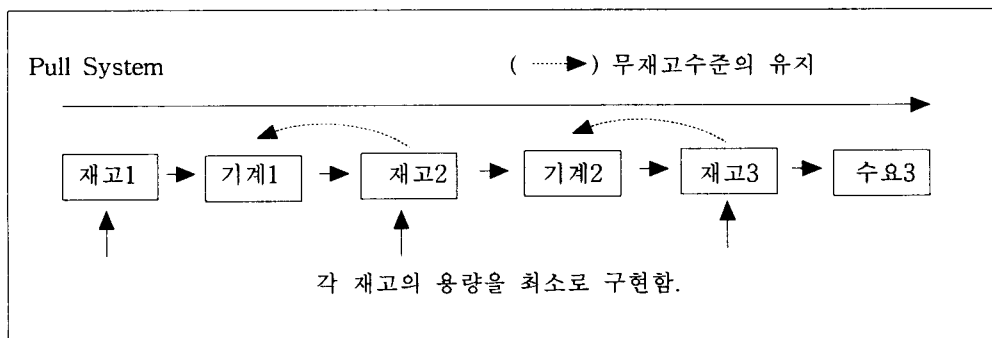 Pull System ( ┈┈▶ ) 무재고수준의 유지
재고1 기계1 재고2 기계2 재고3 수요3
각 재고의 용량을 최소로 구현함.